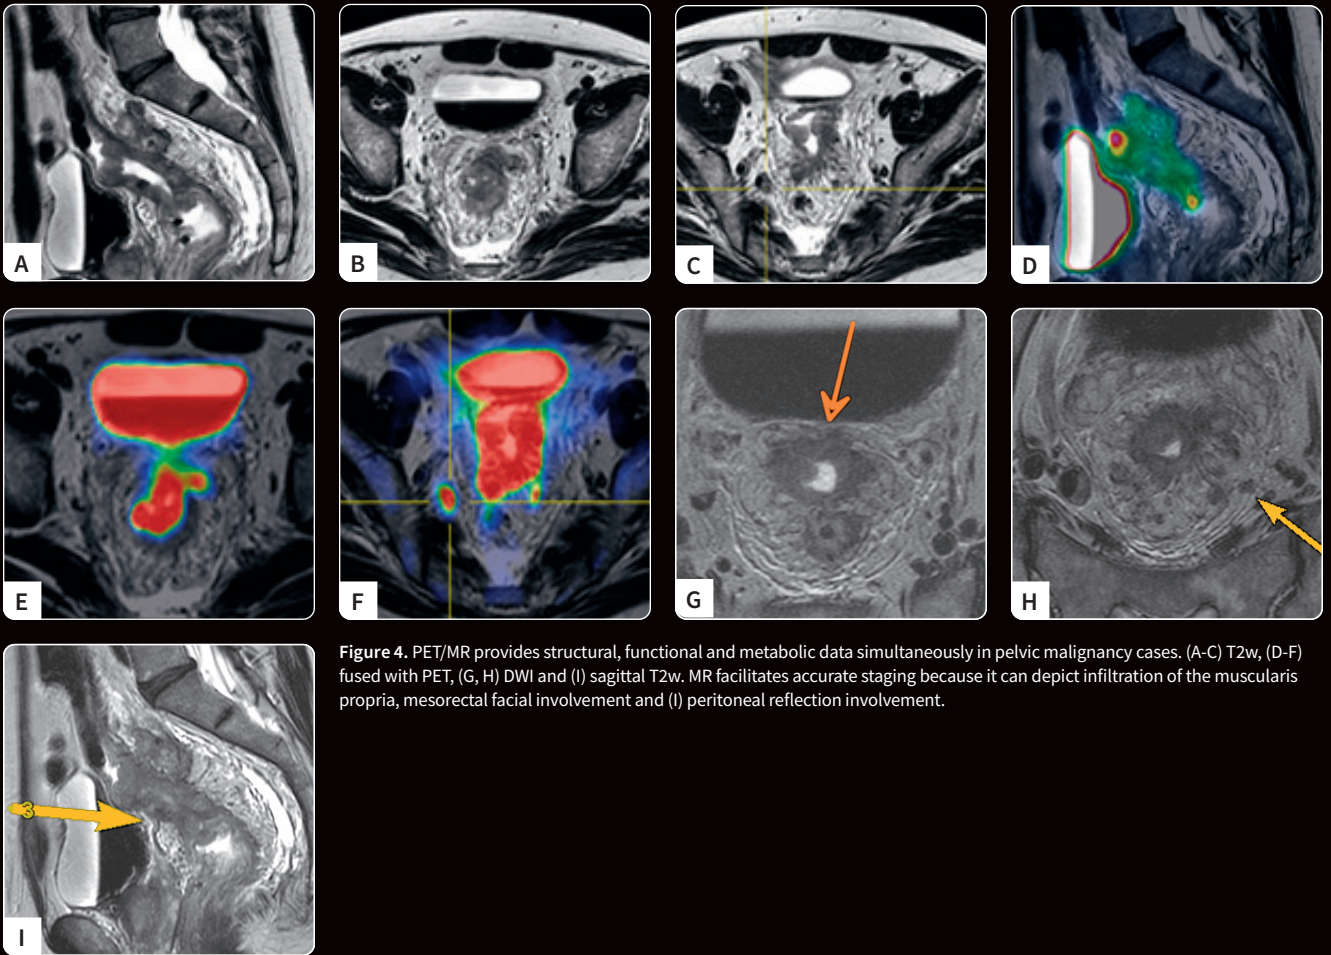 A
B
C
D
E
F
G
H
3
I
Figure 4. PET/MR provides structural, functional and metabolic data simultaneously in pelvic malignancy cases. (A-C) T2w, (D-F)
fused with PET, (G, H) DWI and (I) sagittal T2w. MR facilitates accurate staging because it can depict infiltration of the muscularis
propria, mesorectal facial involvement and (I) peritoneal reflection involvement.